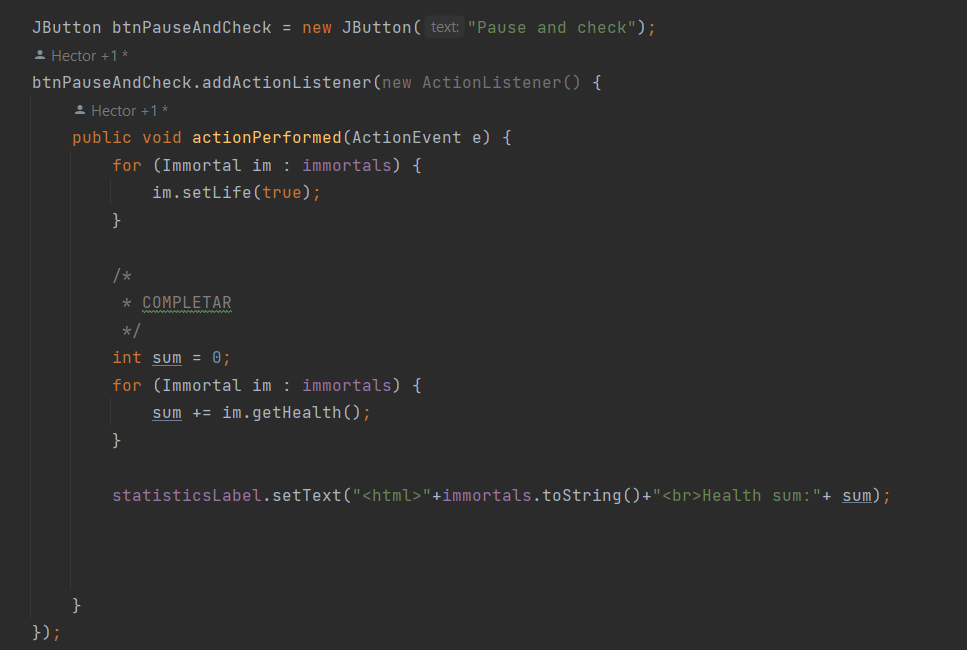 JButton btnPauseAndCheck = new JButton( text: "Pause and check");
Hector +1 *
btnPauseAndCheck.addActionListener(new ActionListener() {
Hector +1 *
public void actionPerformed(ActionEvent e) {
for (Immortal im : immortals) {
im.setLife(true);
}
/*
* COMPLETAR
*/
int sum = 0;
for (Immortal im : immortals) {
sum += im.getHealth();
}
statisticsLabel.setText("<html>"+immortals.toString()+"<br>Health sum:"+ sum);
}
});